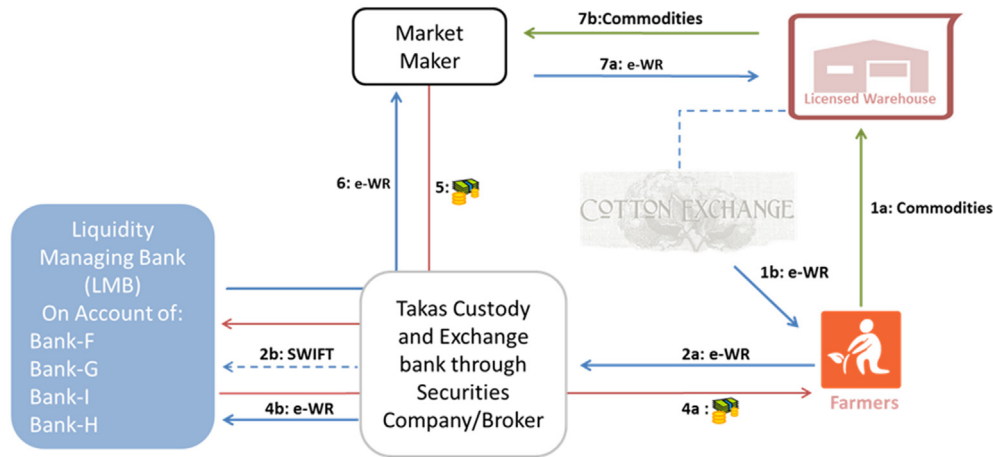 Market
Maker
7b:Commodities
7a: e-WR
Licensed Warehouse
6: e-WR
5:
COTTON EXCHANGE
1a: Commodities
1b: e-WR
Liquidity
Managing Bank
(LMB)
On Account of:
Bank-F
Bank-G
Bank-I
Bank-H
2b: SWIFT
4b: e-WR
Takas Custody
and Exchange
bank through
Securities
Company/Broker
2a: e-WR
4a :
Farmers